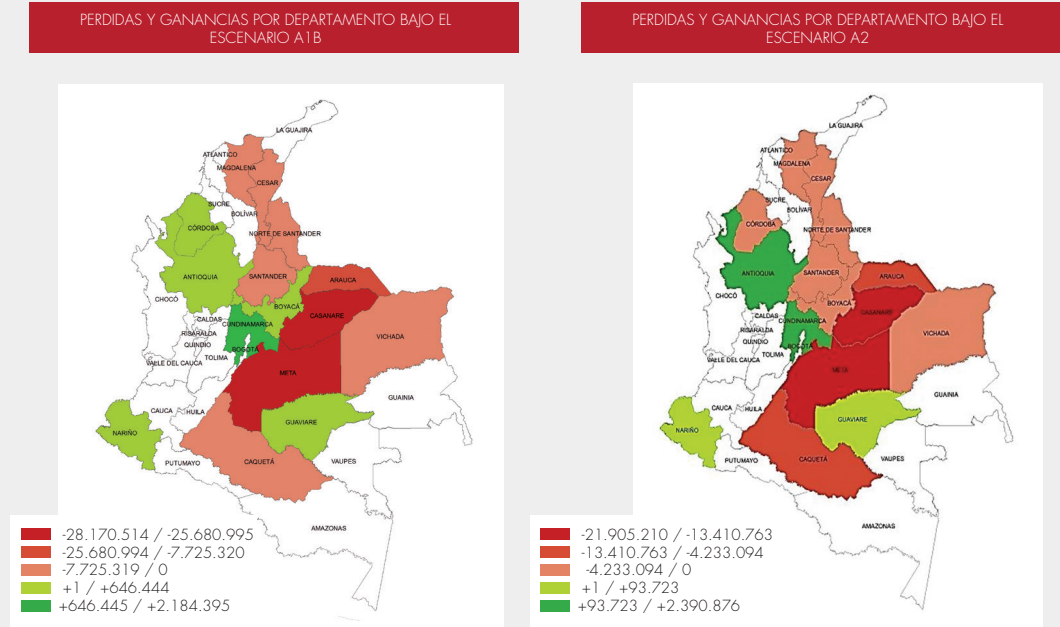 PERDIDAS Y GANANCIAS POR DEPARTAMENTO BAJO EL
ESCENARIO A1B
LA GUAJIRA
ATLANTICO
MAGDALENA
CESAR
SUCRE
BOLÍVAR
CÓRDOBA
NORTE DE SANTANDER
ANTIOQUIA
SANTANDER
ARAUCA
CHOCÓ
BOYACÁ
CASANARE
CALDAS
CUNDINAMARCA
RISARALDA
VICHADA
QUINDIO
BOGOTÁ
TOLIMA
VALLE DEL CAUCA
META
GUAINIA
CAUCA
HUILA
GUAVIARE
NARIÑO
PUTUMAYO
CAQUETÁ
VAUPES
AMAZONAS
-28.170.514 / -25.680.995
-25.680.994 / -7.725.320
-7.725.319 / 0
+1 / +646.444
+646.445 / +2.184.395
PERDIDAS Y GANANCIAS POR DEPARTAMENTO BAJO EL
ESCENARIO A2
LA GUAJIRA
ATLANTICO
MAGDALENA
CESAR
SUCRE
BOLÍVAR
CÓRDOBA
NORTE DE SANTANDER
ANTIOQUIA
SANTANDER
ARAUCA
CHOCÓ
BOYACÁ
CASANARE
CALDAS
CUNDINAMARCA
RISARALDA
VICHADA
QUINDIO
BOGOTÁ
TOLIMA
VALLE DEL CAUCA
META
GUAINIA
CAUCA
HUILA
GUAVIARE
NARIÑO
PUTUMAYO
CAQUETÁ
VAUPES
AMAZONAS
-21.905.210 / -13.410.763
-13.410.763 / -4.233.094
-4.233.094 / 0
+1 / +93.723
+93.723 / +2.390.876